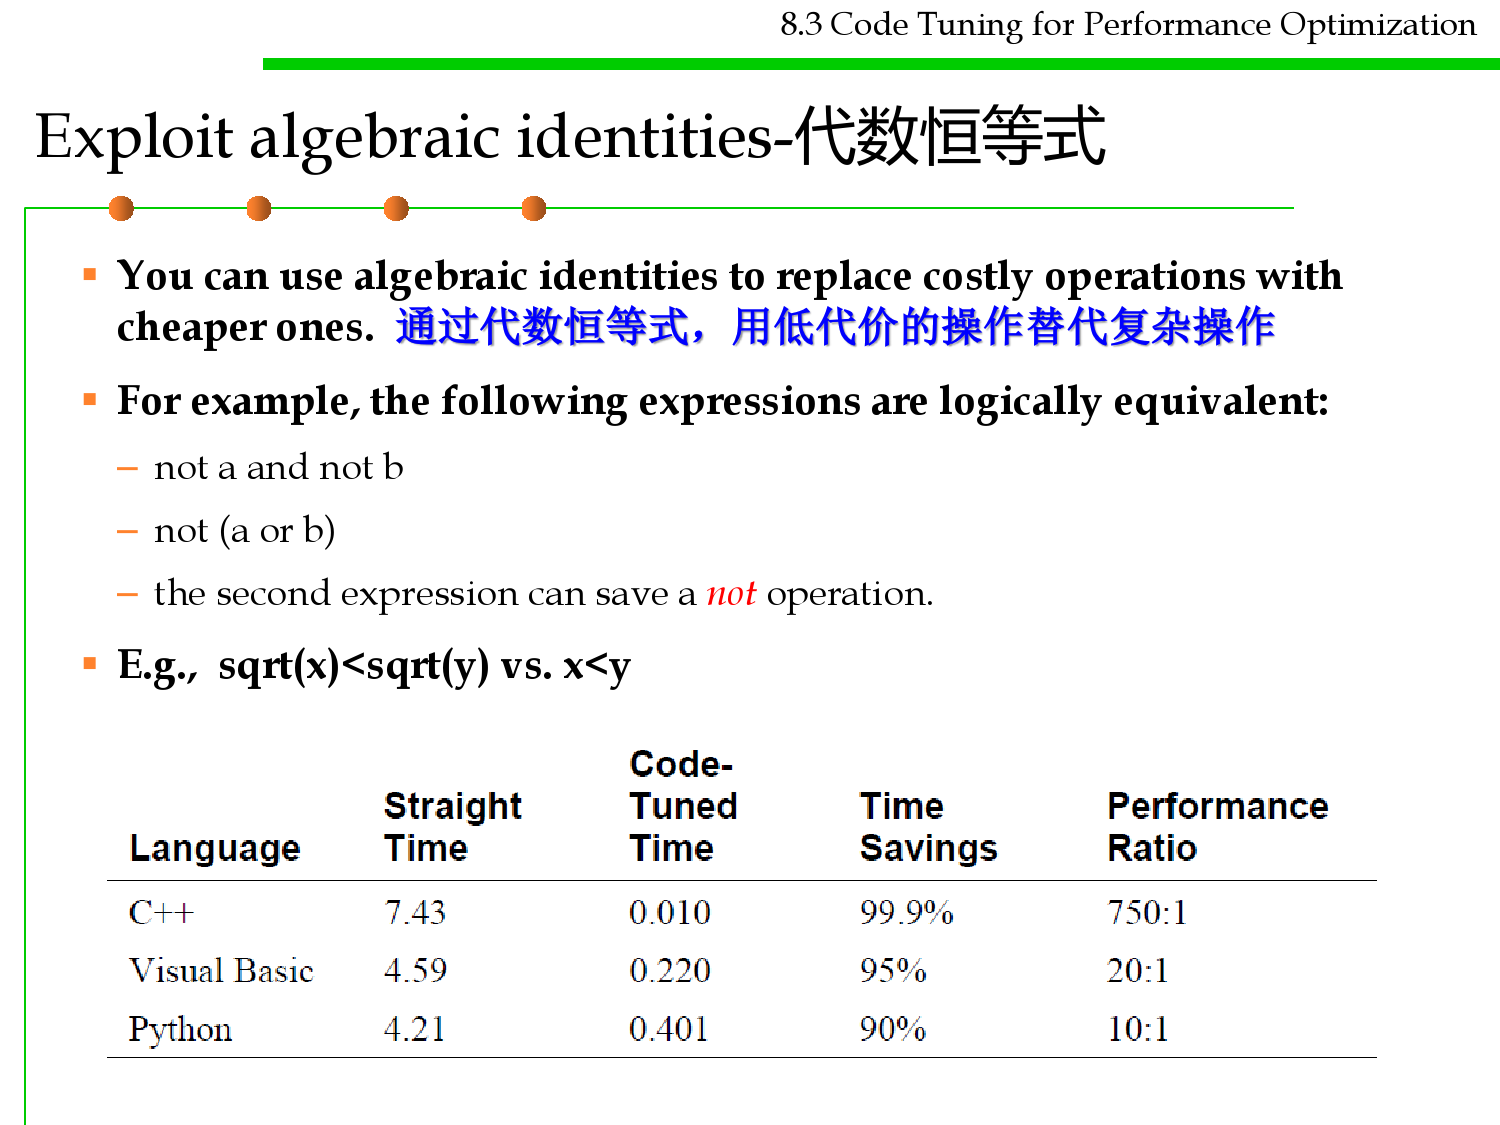 8.3 Code Tuning for Performance Optimization
Exploit algebraic identities-代数恒等式
▪ You can use algebraic identities to replace costly operations with
cheaper ones. 通过代数恒等式，用低代价的操作替代复杂操作
▪ For example, the following expressions are logically equivalent:
– not a and not b
– not (a or b)
– the second expression can save a not operation.
▪ E.g., sqrt(x)<sqrt(y) vs. x<y
Language Straight Time Code-Tuned Time Time Savings Performance Ratio
C++ 7.43 0.010 99.9% 750:1
Visual Basic 4.59 0.220 95% 20:1
Python 4.21 0.401 90% 10:1